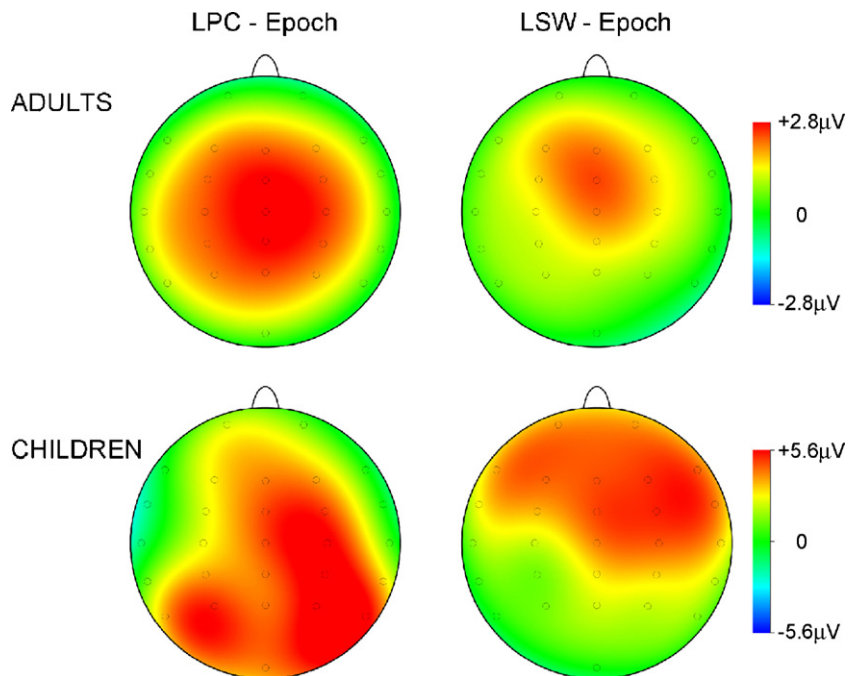 LPC - Epoch LSW - Epoch
ADULTS
+2.8μV
0
-2.8μV
CHILDREN
+5.6μV
0
-5.6μV